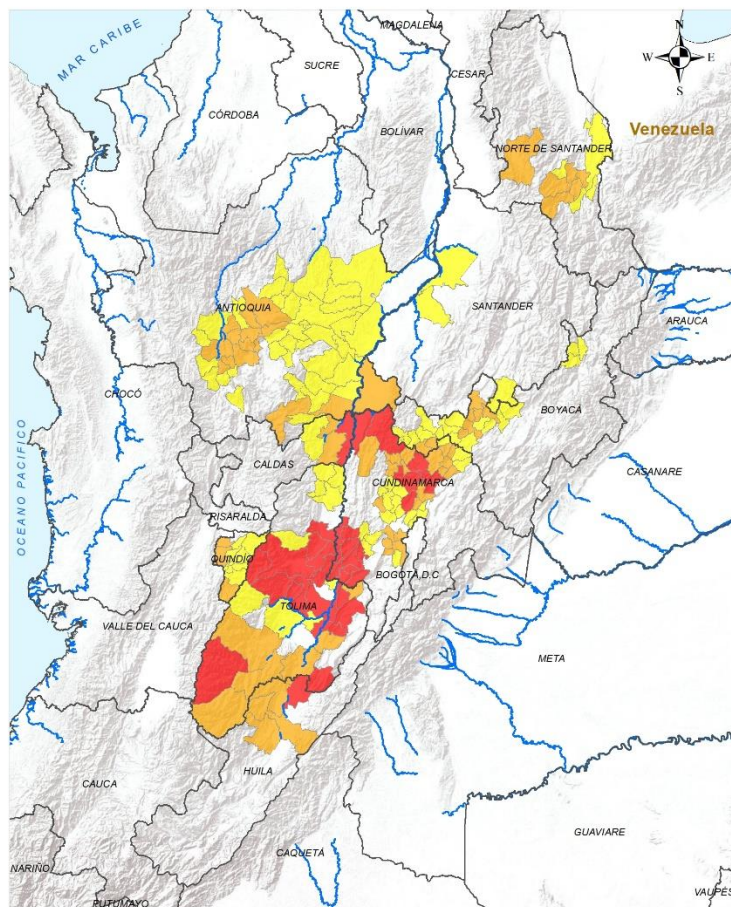 MAGDALENA
N
MAR CARIBE
SUCRE
W
E
CESAR
S
CÓRDOBA
BOLÍVAR
Venezuela
NORTE DE SANTANDER
ANTIOQUIA
SANTANDER
ARAUCA
CHOCÓ
BOYACÁ
OCEANO PACIFICO
CALDAS
CASANARE
CUNDINAMARCA
RISARALDA
QUINDIO
BOGOTÁ, D.C
TOLIMA
VALLE DEL CAUCA
META
HUILA
CAUCA
GUAVIARE
CAQUETÁ
NARIÑO
PUTUMAYO
VAUPÉS